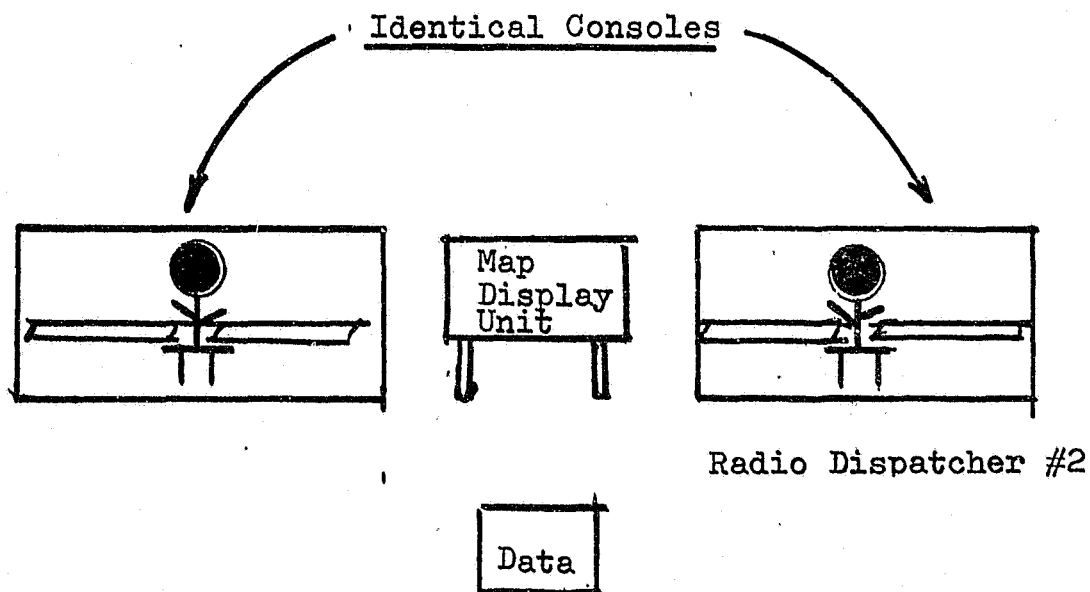 Identical Consoles
Map
Display
Unit
Radio Dispatcher #2
Data